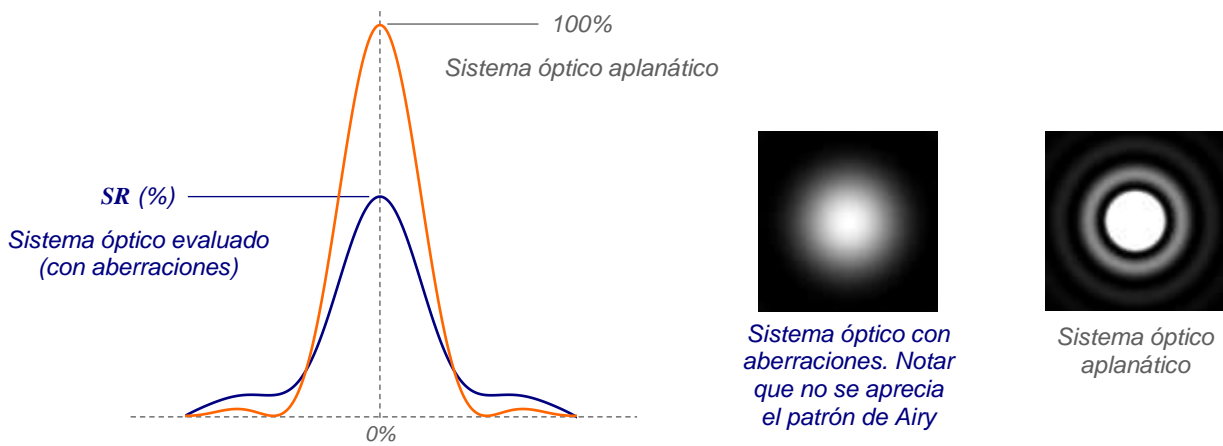 100%
Sistema óptico aplanático
SR (%)
Sistema óptico evaluado
(con aberraciones)
0%
Sistema óptico con
aberraciones. Notar
que no se aprecia
el patrón de Airy
Sistema óptico
aplanático